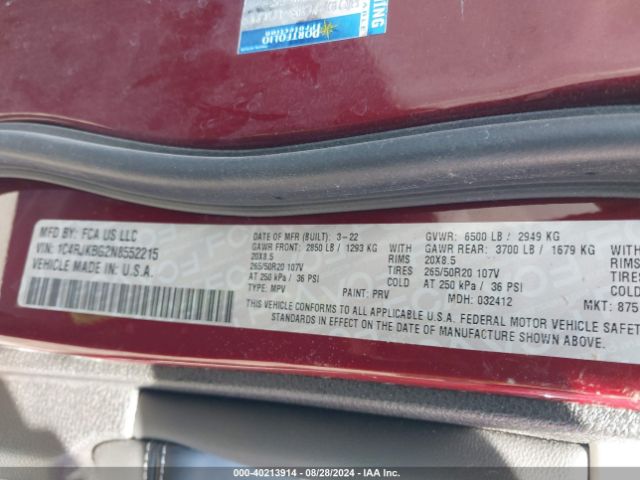 PORTFOLIO
Protection
MFD BY: FCA US LLC
VIN: 1C4RJKBG2N8552215
VEHICLE MADE IN U.S.A.
DATE OF MFR (BUILT): 3-22
GAWR FRONT: 2850 LB / 1293 KG WITH
20X8.5 RIMS
265/50R20 107V TIRES
AT 250 kPa / 36 PSI COLD
TYPE: MPV PAINT: PRV
GVWR: 6500 LB / 2949 KG
GAWR REAR: 3700 LB / 1679 KG WITH
20X8.5 RIMS
265/50R20 107V TIRES
AT 250 kPa / 36 PSI COLD
MDH: 032412 MKT: 875
THIS VEHICLE CONFORMS TO ALL APPLICABLE U.S.A. FEDERAL MOTOR VEHICLE SAFET
STANDARDS IN EFFECT ON THE DATE OF MANUFACTURE SHOWN ABOVE.
000-40213914 - 08/28/2024 - IAA Inc.